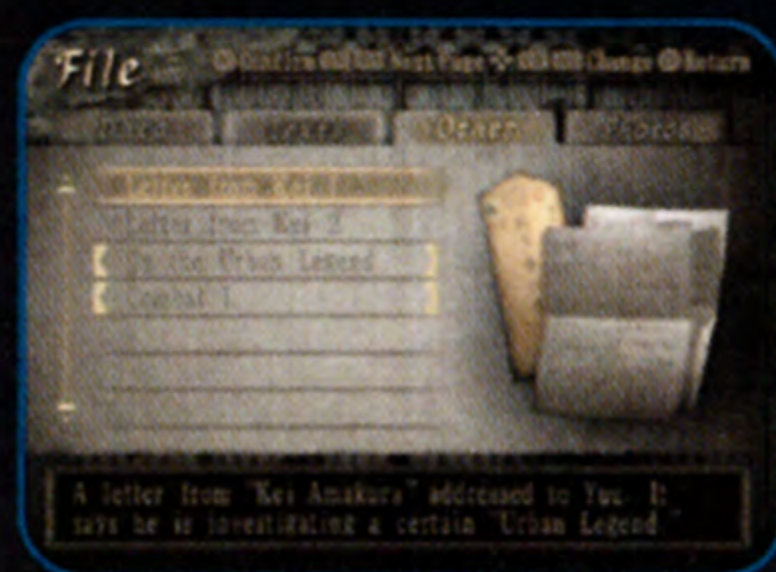 File
Confirm Next Page Change Return
Other Photos
Letter from Kei 2
the Urban Legend
Combat 1
A letter from "Kei Amakura" addressed to Yuu. It
says he is investigating a certain "Urban Legend."